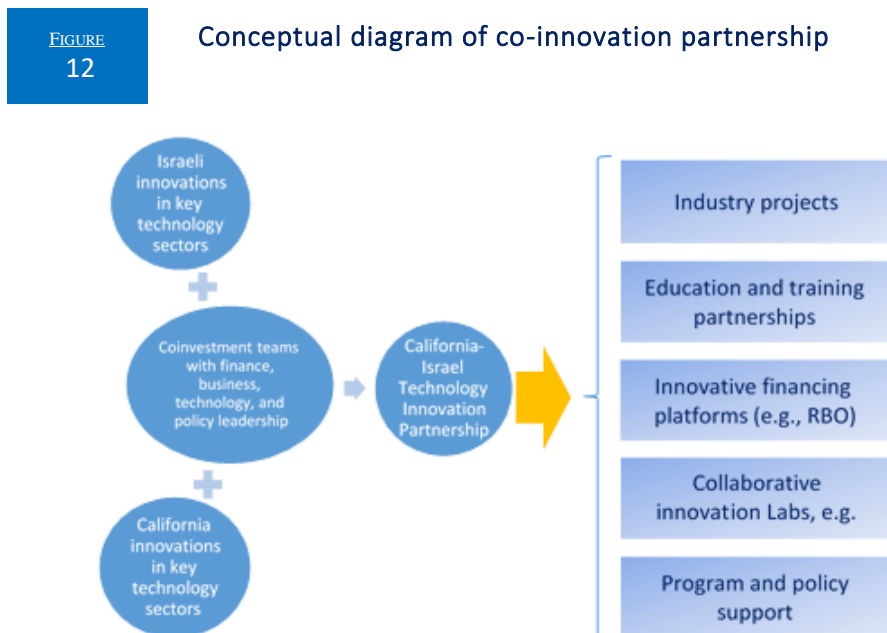 FIGURE
12
Conceptual diagram of co-innovation partnership
Israeli
innovations
in key
technology
sectors
Coinvestment teams
with finance,
business,
technology, and
policy leadership
California
innovations
in key
technology
sectors
California-
Israel
Technology
Innovation
Partnership
Industry projects
Education and training
partnerships
Innovative financing
platforms (e.g., RBO)
Collaborative
innovation Labs, e.g.
Program and policy
support